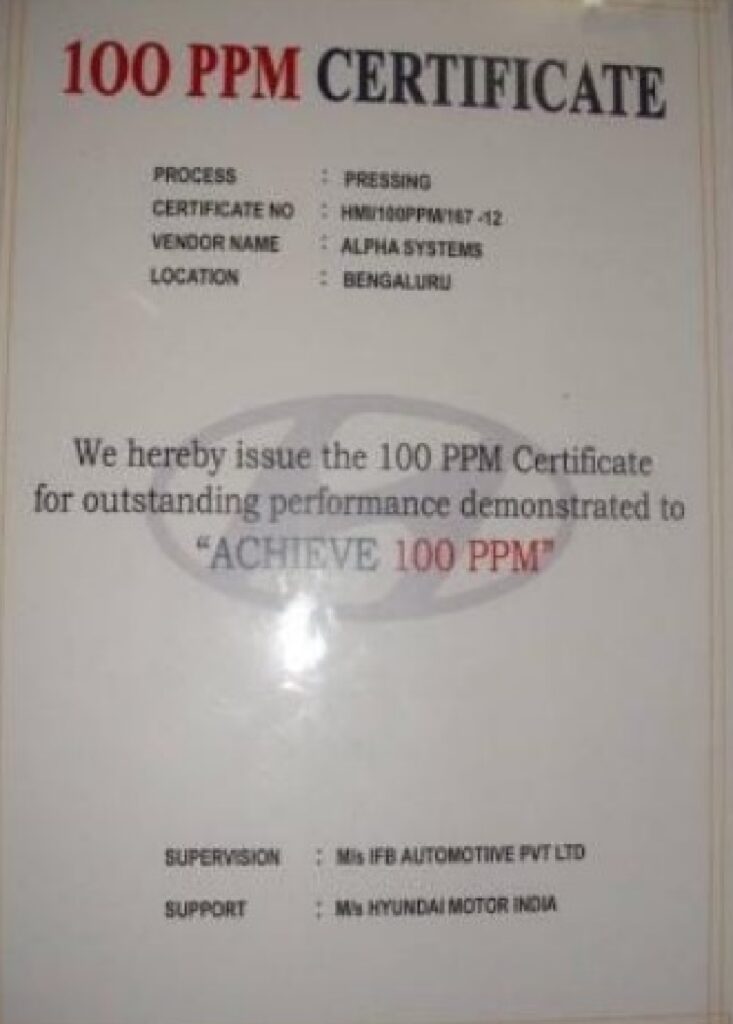 100 PPM CERTIFICATE
PROCESS : PRESSING
CERTIFICATE NO : HMI/100PPM/167 -12
VENDOR NAME : ALPHA SYSTEMS
LOCATION : BENGALURU
We hereby issue the 100 PPM Certificate
for outstanding performance demonstrated to
“ACHIEVE 100 PPM”
SUPERVISION : M/s IFB AUTOMOTIIVE PVT LTD
SUPPORT : M/s HYUNDAI MOTOR INDIA